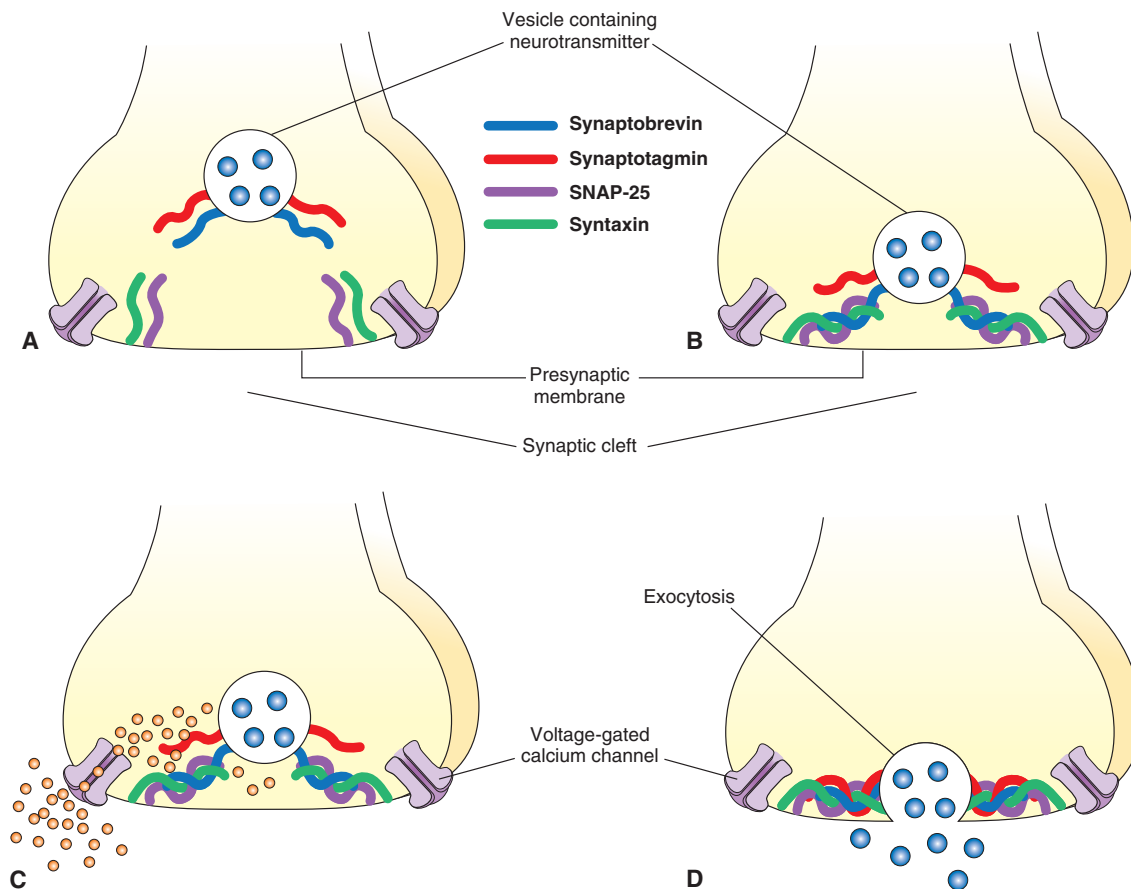 Vesicle containing
neurotransmitter
Synaptobrevin
Synaptotagmin
SNAP-25
Syntaxin
A
B
Presynaptic
membrane
Synaptic cleft
Exocytosis
Voltage-gated
calcium channel
C
D